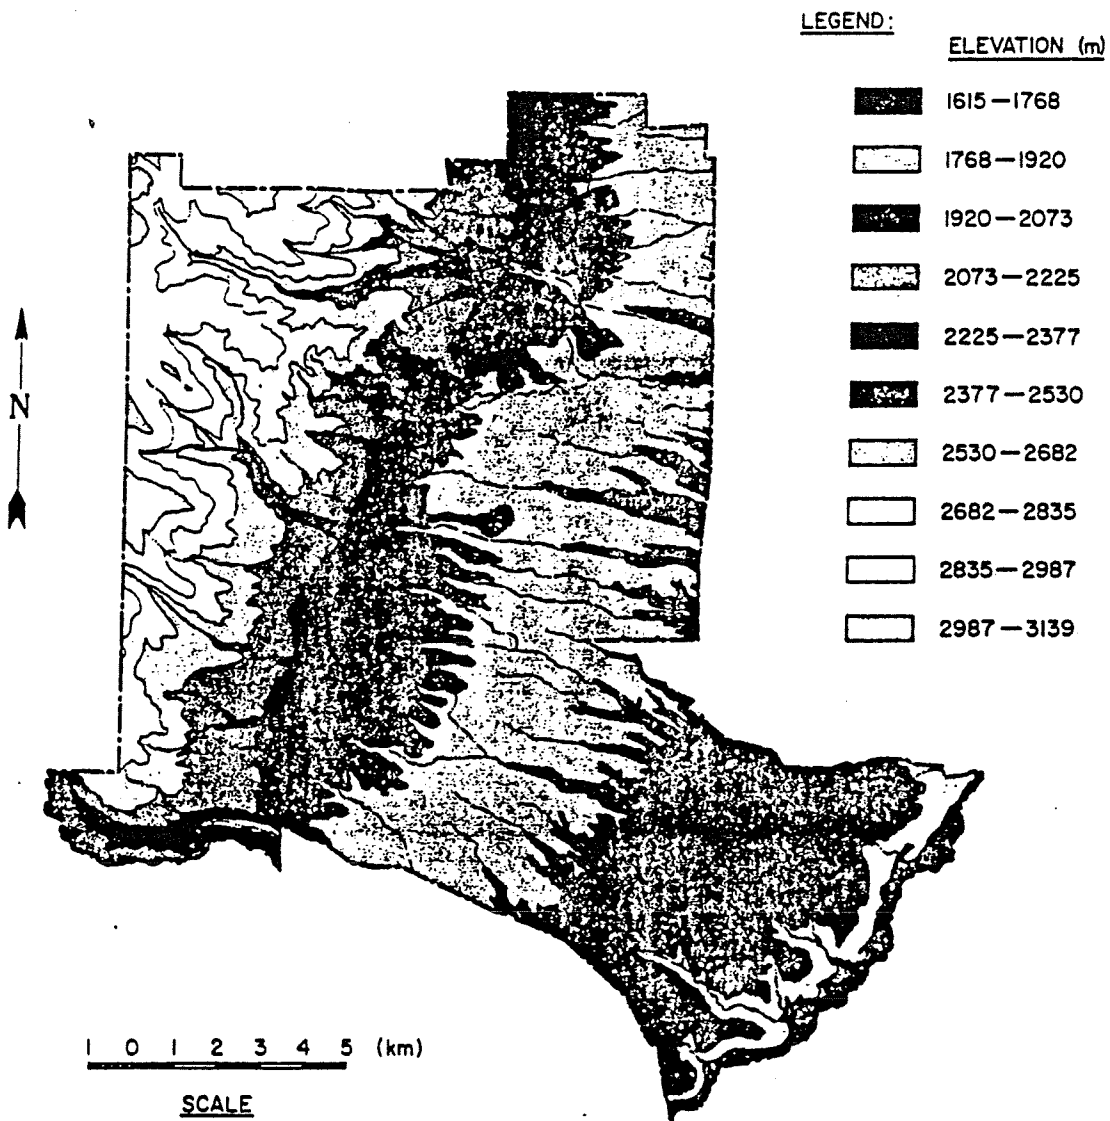 LEGEND:
ELEVATION (m)
1615—1768
1768—1920
1920—2073
2073—2225
2225—2377
2377—2530
2530—2682
2682—2835
2835—2987
2987—3139
N
1 0 1 2 3 4 5 (km)
SCALE